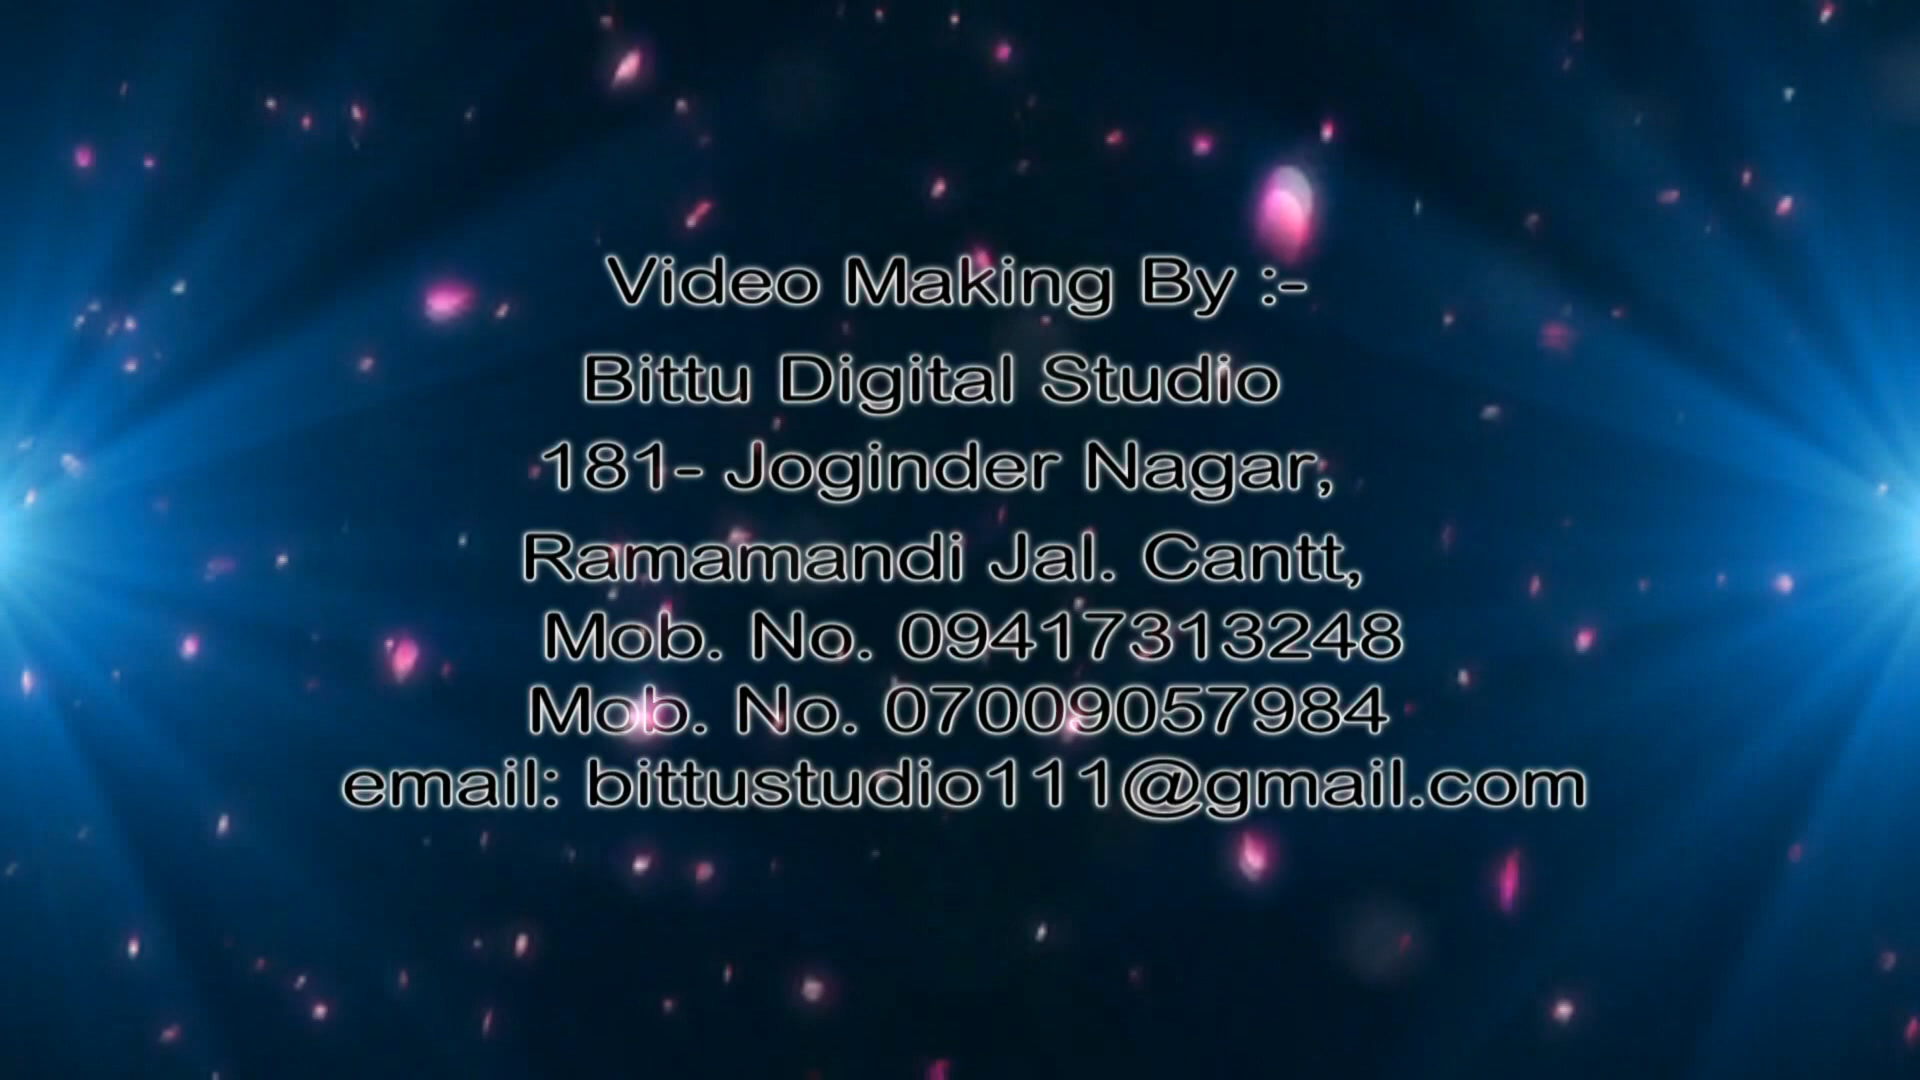 Video Making By :-
Bittu Digital Studio
181- Joginder Nagar,
Ramamandi Jal. Cantt,
Mob. No. 09417313248
Mob. No. 07009057984
email: bittustudio111@gmail.com